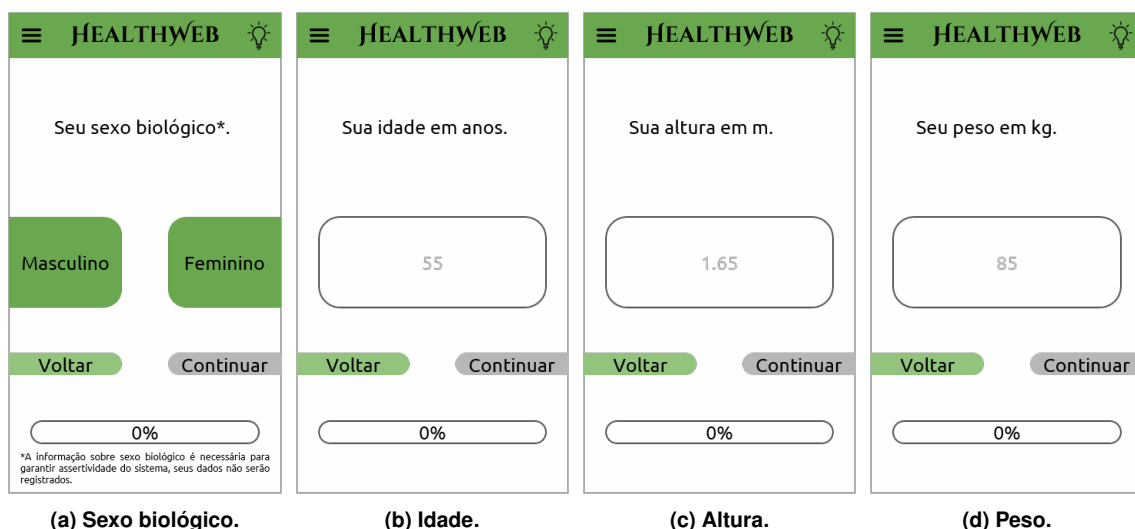 HEALTHWEB
Seu sexo biológico*.
Masculino
Feminino
Voltar
Continuar
0%
*A informação sobre sexo biológico é necessária para
garantir assertividade do sistema, seus dados não serão
registrados.
(a) Sexo biológico.
HEALTHWEB
Sua idade em anos.
55
Voltar
Continuar
0%
(b) Idade.
HEALTHWEB
Sua altura em m.
1.65
Voltar
Continuar
0%
(c) Altura.
HEALTHWEB
Seu peso em kg.
85
Voltar
Continuar
0%
(d) Peso.